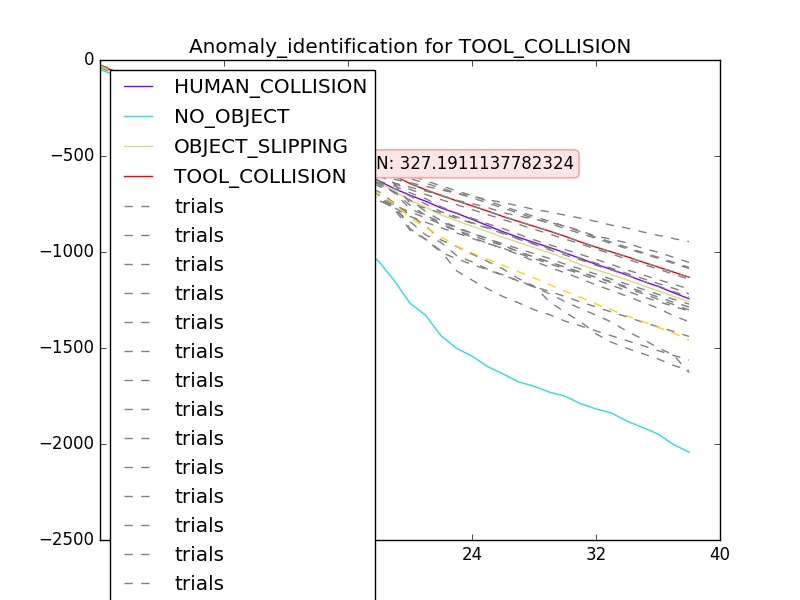 Anomaly_identification for TOOL_COLLISION
0
−500
−1000
−1500
−2000
−2500
HUMAN_COLLISION
NO_OBJECT
OBJECT_SLIPPING
TOOL_COLLISION
trials
trials
trials
trials
trials
trials
trials
trials
trials
trials
trials
trials
trials
trials
N: 327.1911137782324
24
32
40